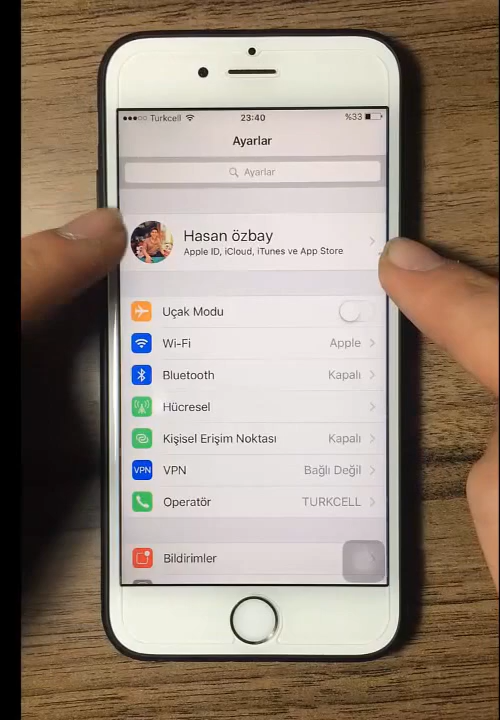 ●●●○○ Turkcell 23:40 %33
Ayarlar
Ayarlar
Hasan özbay
Apple ID, iCloud, iTunes ve App Store
Uçak Modu
Wi-Fi Apple
Bluetooth Kapalı
Hücresel
Kişisel Erişim Noktası Kapalı
VPN VPN Bağlı Değil
Operatör TURKCELL
Bildirimler